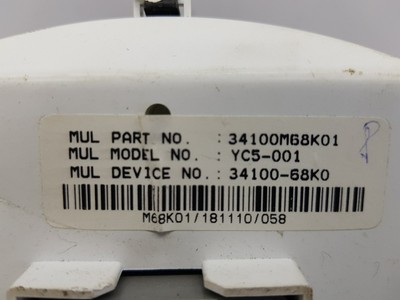 MUL PART NO. : 34100M68K01
MUL MODEL NO. : YC5-001
MUL DEVICE NO. : 34100-68K0
M68K01/181110/058